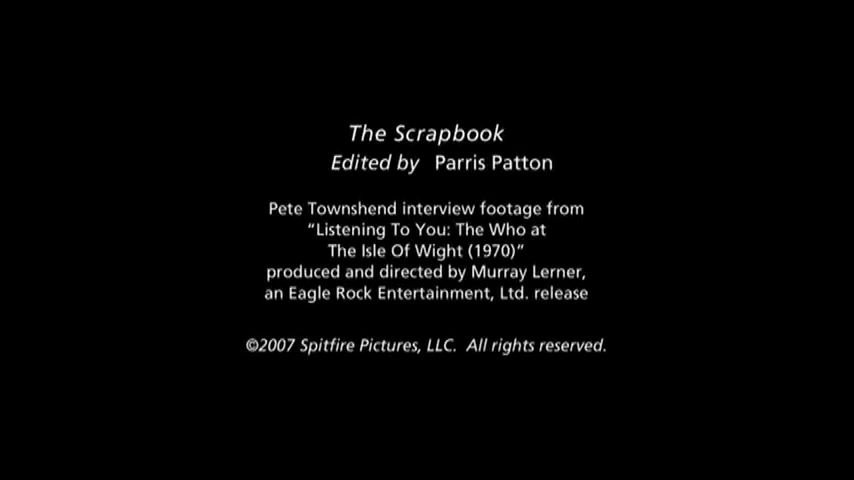 The Scrapbook
Edited by Parris Patton
Pete Townshend interview footage from
“Listening To You: The Who at
The Isle Of Wight (1970)”
produced and directed by Murray Lerner,
an Eagle Rock Entertainment, Ltd. release
©2007 Spitfire Pictures, LLC. All rights reserved.